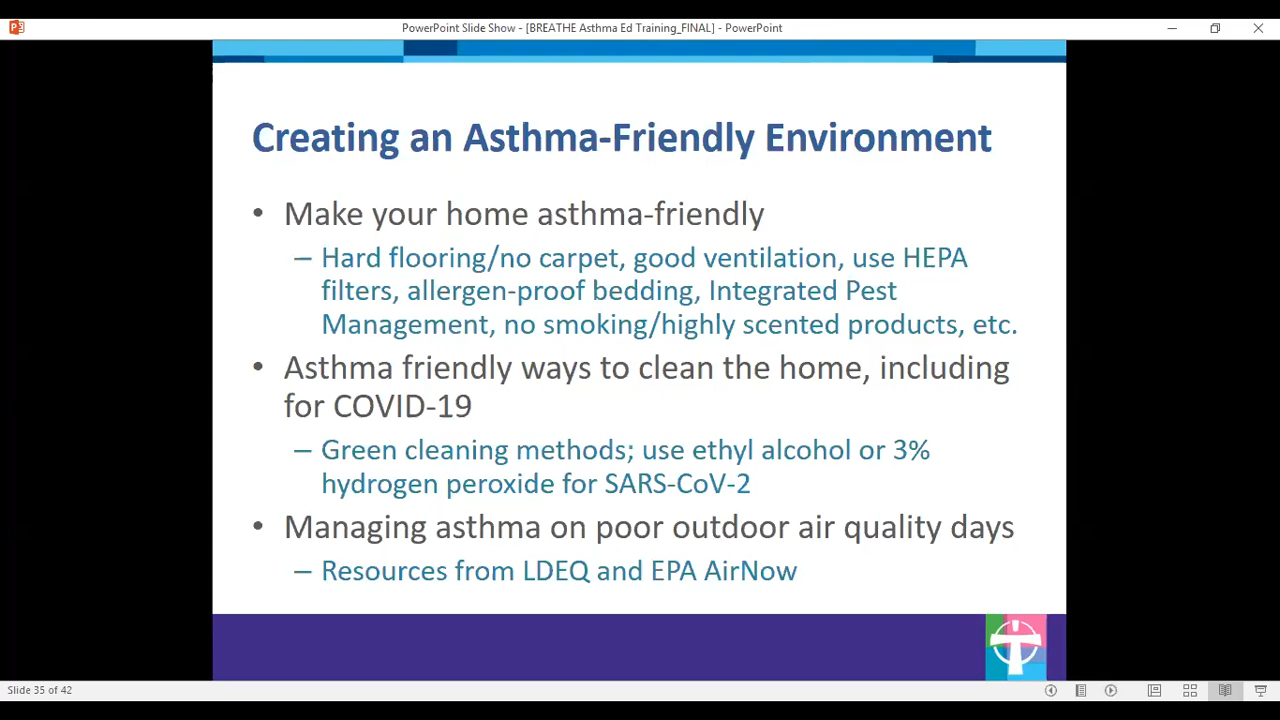 PowerPoint Slide Show - [BREATHE Asthma Ed Training_FINAL] - PowerPoint
Creating an Asthma-Friendly Environment
• Make your home asthma-friendly
– Hard flooring/no carpet, good ventilation, use HEPA
filters, allergen-proof bedding, Integrated Pest
Management, no smoking/highly scented products, etc.
• Asthma friendly ways to clean the home, including
for COVID-19
– Green cleaning methods; use ethyl alcohol or 3%
hydrogen peroxide for SARS-CoV-2
• Managing asthma on poor outdoor air quality days
– Resources from LDEQ and EPA AirNow
Slide 35 of 42